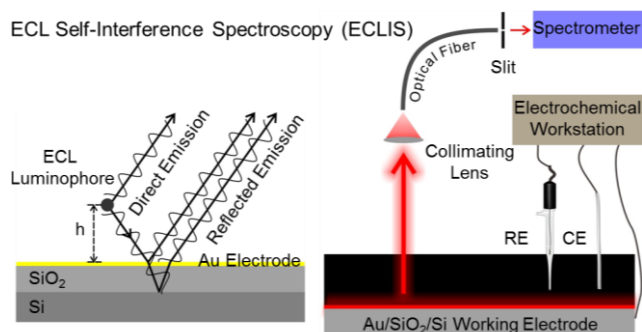 ECL Self-Interference Spectroscopy (ECLIS)
ECL
Luminophore
Direct Emission
Reflected Emission
h
Au Electrode
SiO2
Si
Optical Fiber
Slit
Spectrometer
Collimating
Lens
Electrochemical
Workstation
RE
CE
Au/SiO2/Si Working Electrode